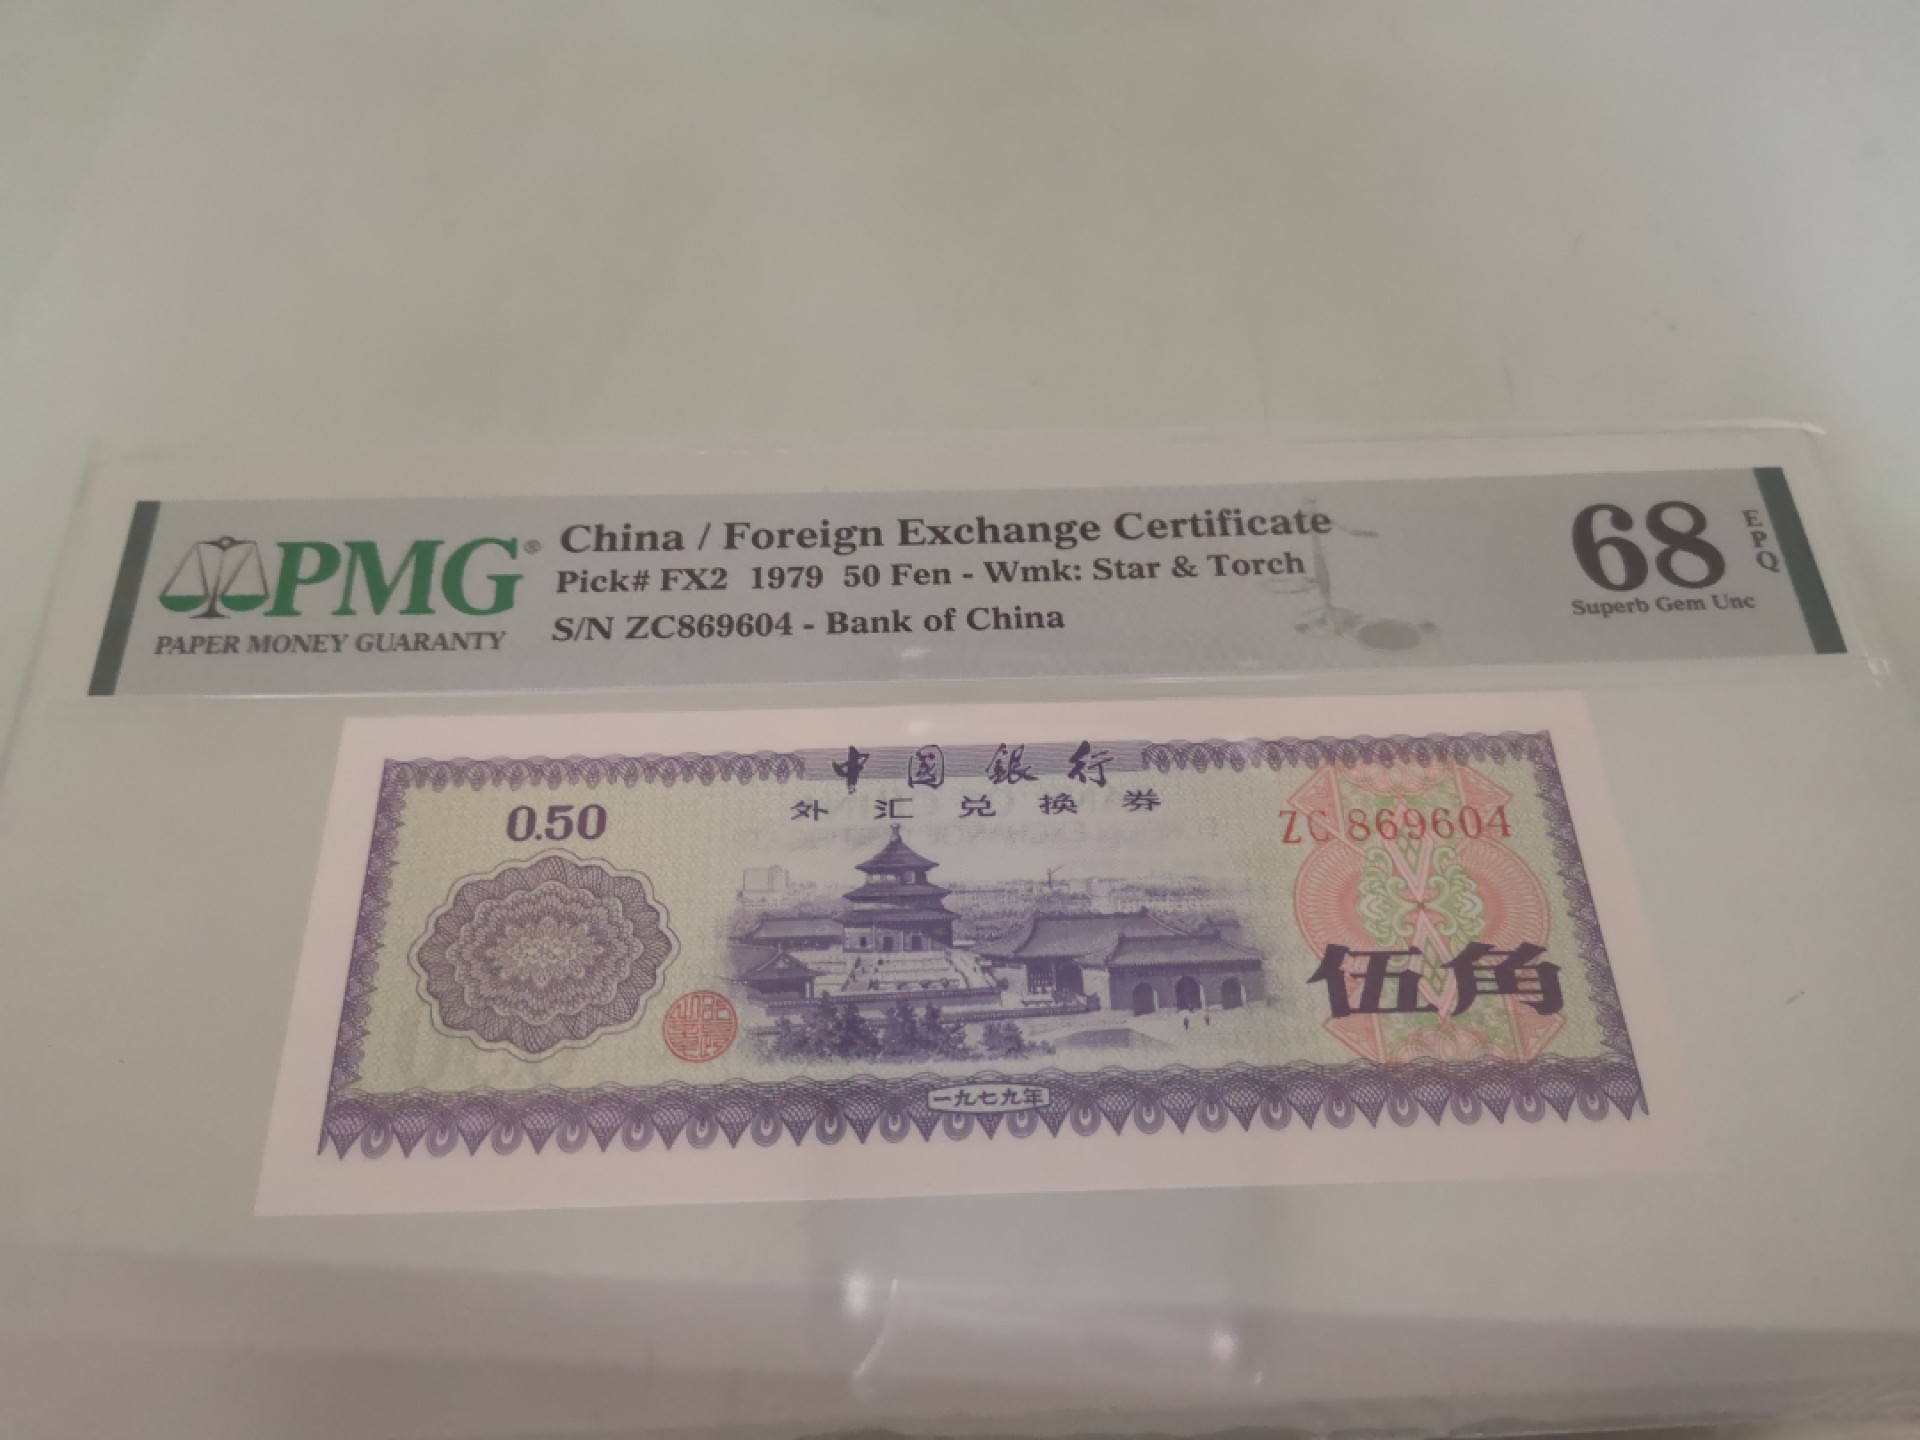 PMG®
PAPER MONEY GUARANTY
China / Foreign Exchange Certificate
Pick# FX2 1979 50 Fen - Wmk: Star & Torch
S/N ZC869604 - Bank of China
68
EPQ
Superb Gem Unc
中國銀行
外汇兑换券
0.50
ZC 869604
伍角
一九七九年